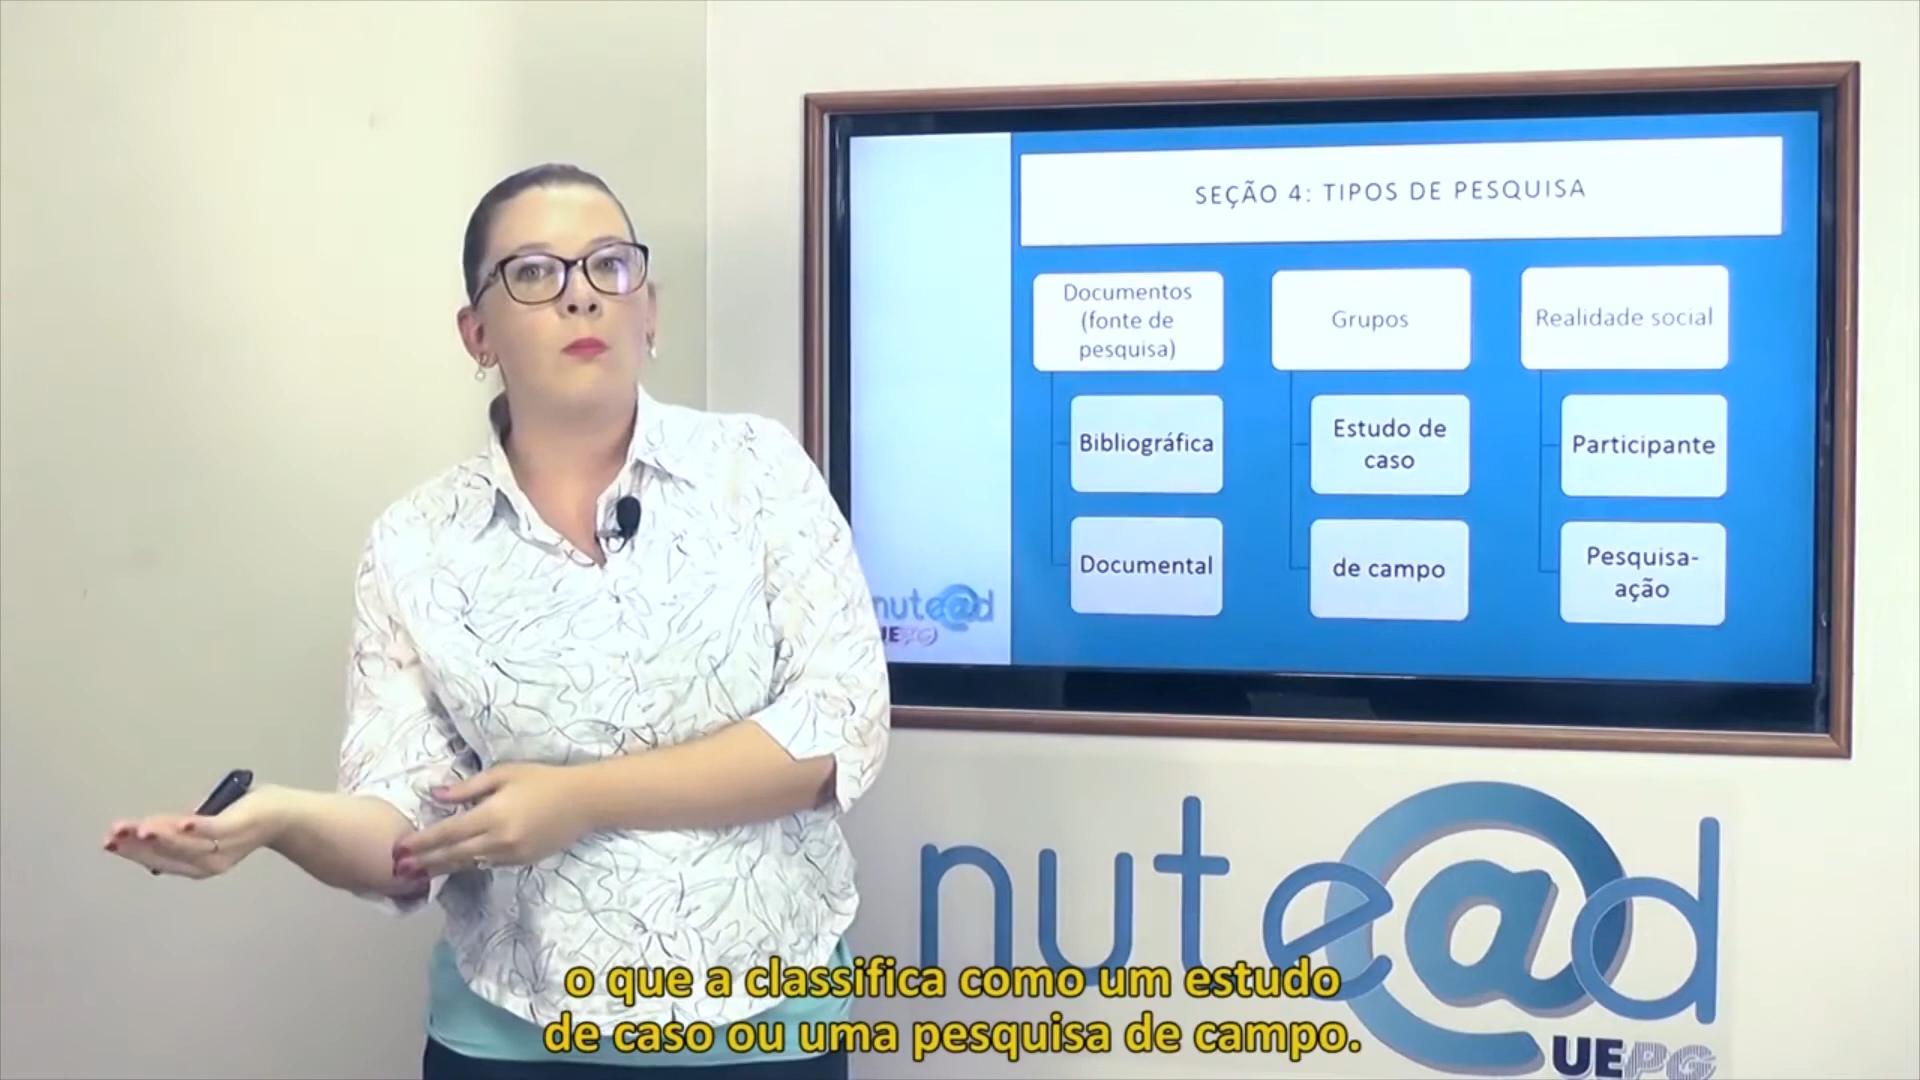 SEÇÃO 4: TIPOS DE PESQUISA
Documentos
(fonte de
pesquisa)
Bibliográfica
Documental
Grupos
Estudo de
caso
de campo
Realidade social
Participante
Pesquisa-
ação
nute@d
UEPG
nute@d
UEPG
o que a classifica como um estudo
de caso ou uma pesquisa de campo.